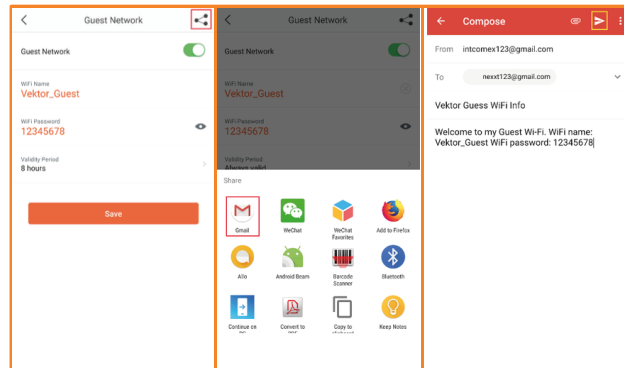 Guest Network
Guest Network
WiFi Name
Vektor_Guest
WiFi Password
12345678
Validity Period
8 hours
Save
Guest Network
Guest Network
WiFi Name
Vektor_Guest
WiFi Password
12345678
Validity Period
Always valid
Share
Gmail
WeChat
WeChat
Favorites
Add to Firefox
Allo
Android Beam
Barcode
Scanner
Bluetooth
Continue on
PC
Convert to
PDF
Copy to
clipboard
Keep Notes
Compose
From intcomex123@gmail.com
To nexxt123@gmail.com
Vektor Guess WiFi Info
Welcome to my Guest Wi-Fi. WiFi name:
Vektor_Guest WiFi password: 12345678